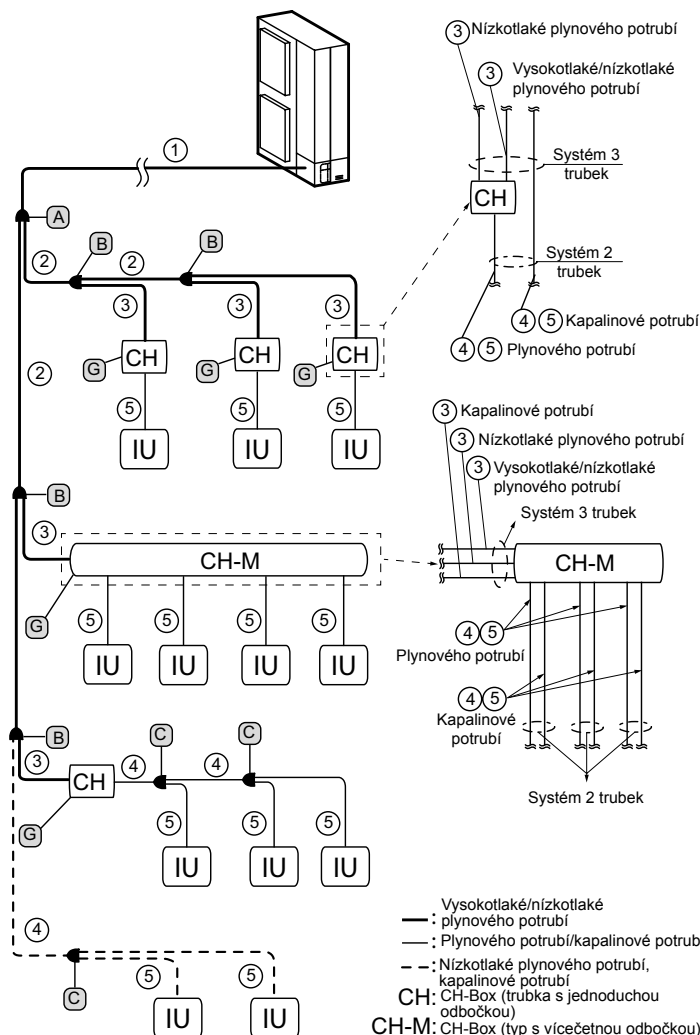 ③ Nízkotlaké plynového potrubí
③ Vysokotlaké/nízkotlaké
plynového potrubí
①
Systém 3
trubek
CH
A
B
B
②
②
③
③
③
Systém 2
trubek
④ ⑤ Kapalinové potrubí
④ ⑤ Plynového potrubí
CH
CH
CH
G
G
G
②
⑤
⑤
⑤
IU
IU
IU
③ Kapalinové potrubí
③ Nízkotlaké plynového potrubí
③ Vysokotlaké/nízkotlaké
plynového potrubí
Systém 3 trubek
B
③
CH-M
CH-M
G
⑤
⑤
⑤
⑤
IU
IU
IU
IU
④ ⑤
Plynového potrubí
④ ⑤
Kapalinové
potrubí
Systém 2 trubek
B
C
C
③
CH
④
④
G
⑤
⑤
⑤
IU
IU
IU
④
C
⑤
⑤
IU
IU
: Vysokotlaké/nízkotlaké
plynového potrubí
: Plynového potrubí/kapalinové potrub
: Nízkotlaké plynového potrubí,
kapalinové potrubí
CH: CH-Box (trubka s jednoduchou
odbočkou)
CH-M: CH-Box (typ s vícečetnou odbočkou)